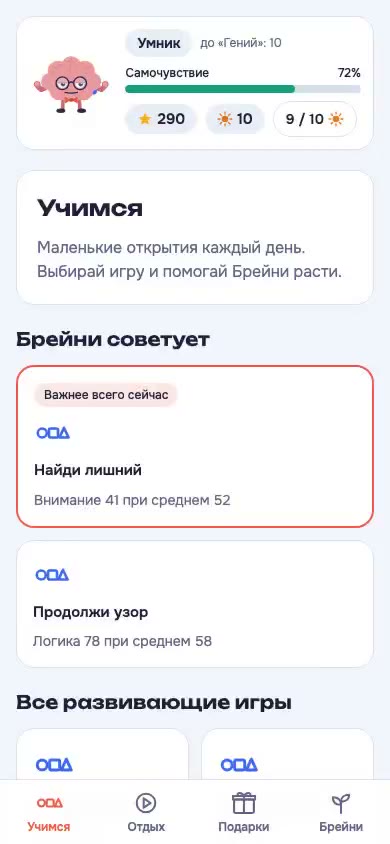 Умник до «Гений»: 10
Самочувствие 72%
290 10 9 / 10
Учимся
Маленькие открытия каждый день.
Выбирай игру и помогай Брейни расти.
Брейни советует
Важнее всего сейчас
Найди лишний
Внимание 41 при среднем 52
Продолжи узор
Логика 78 при среднем 58
Все развивающие игры
Учимся Отдых Подарки Брейни